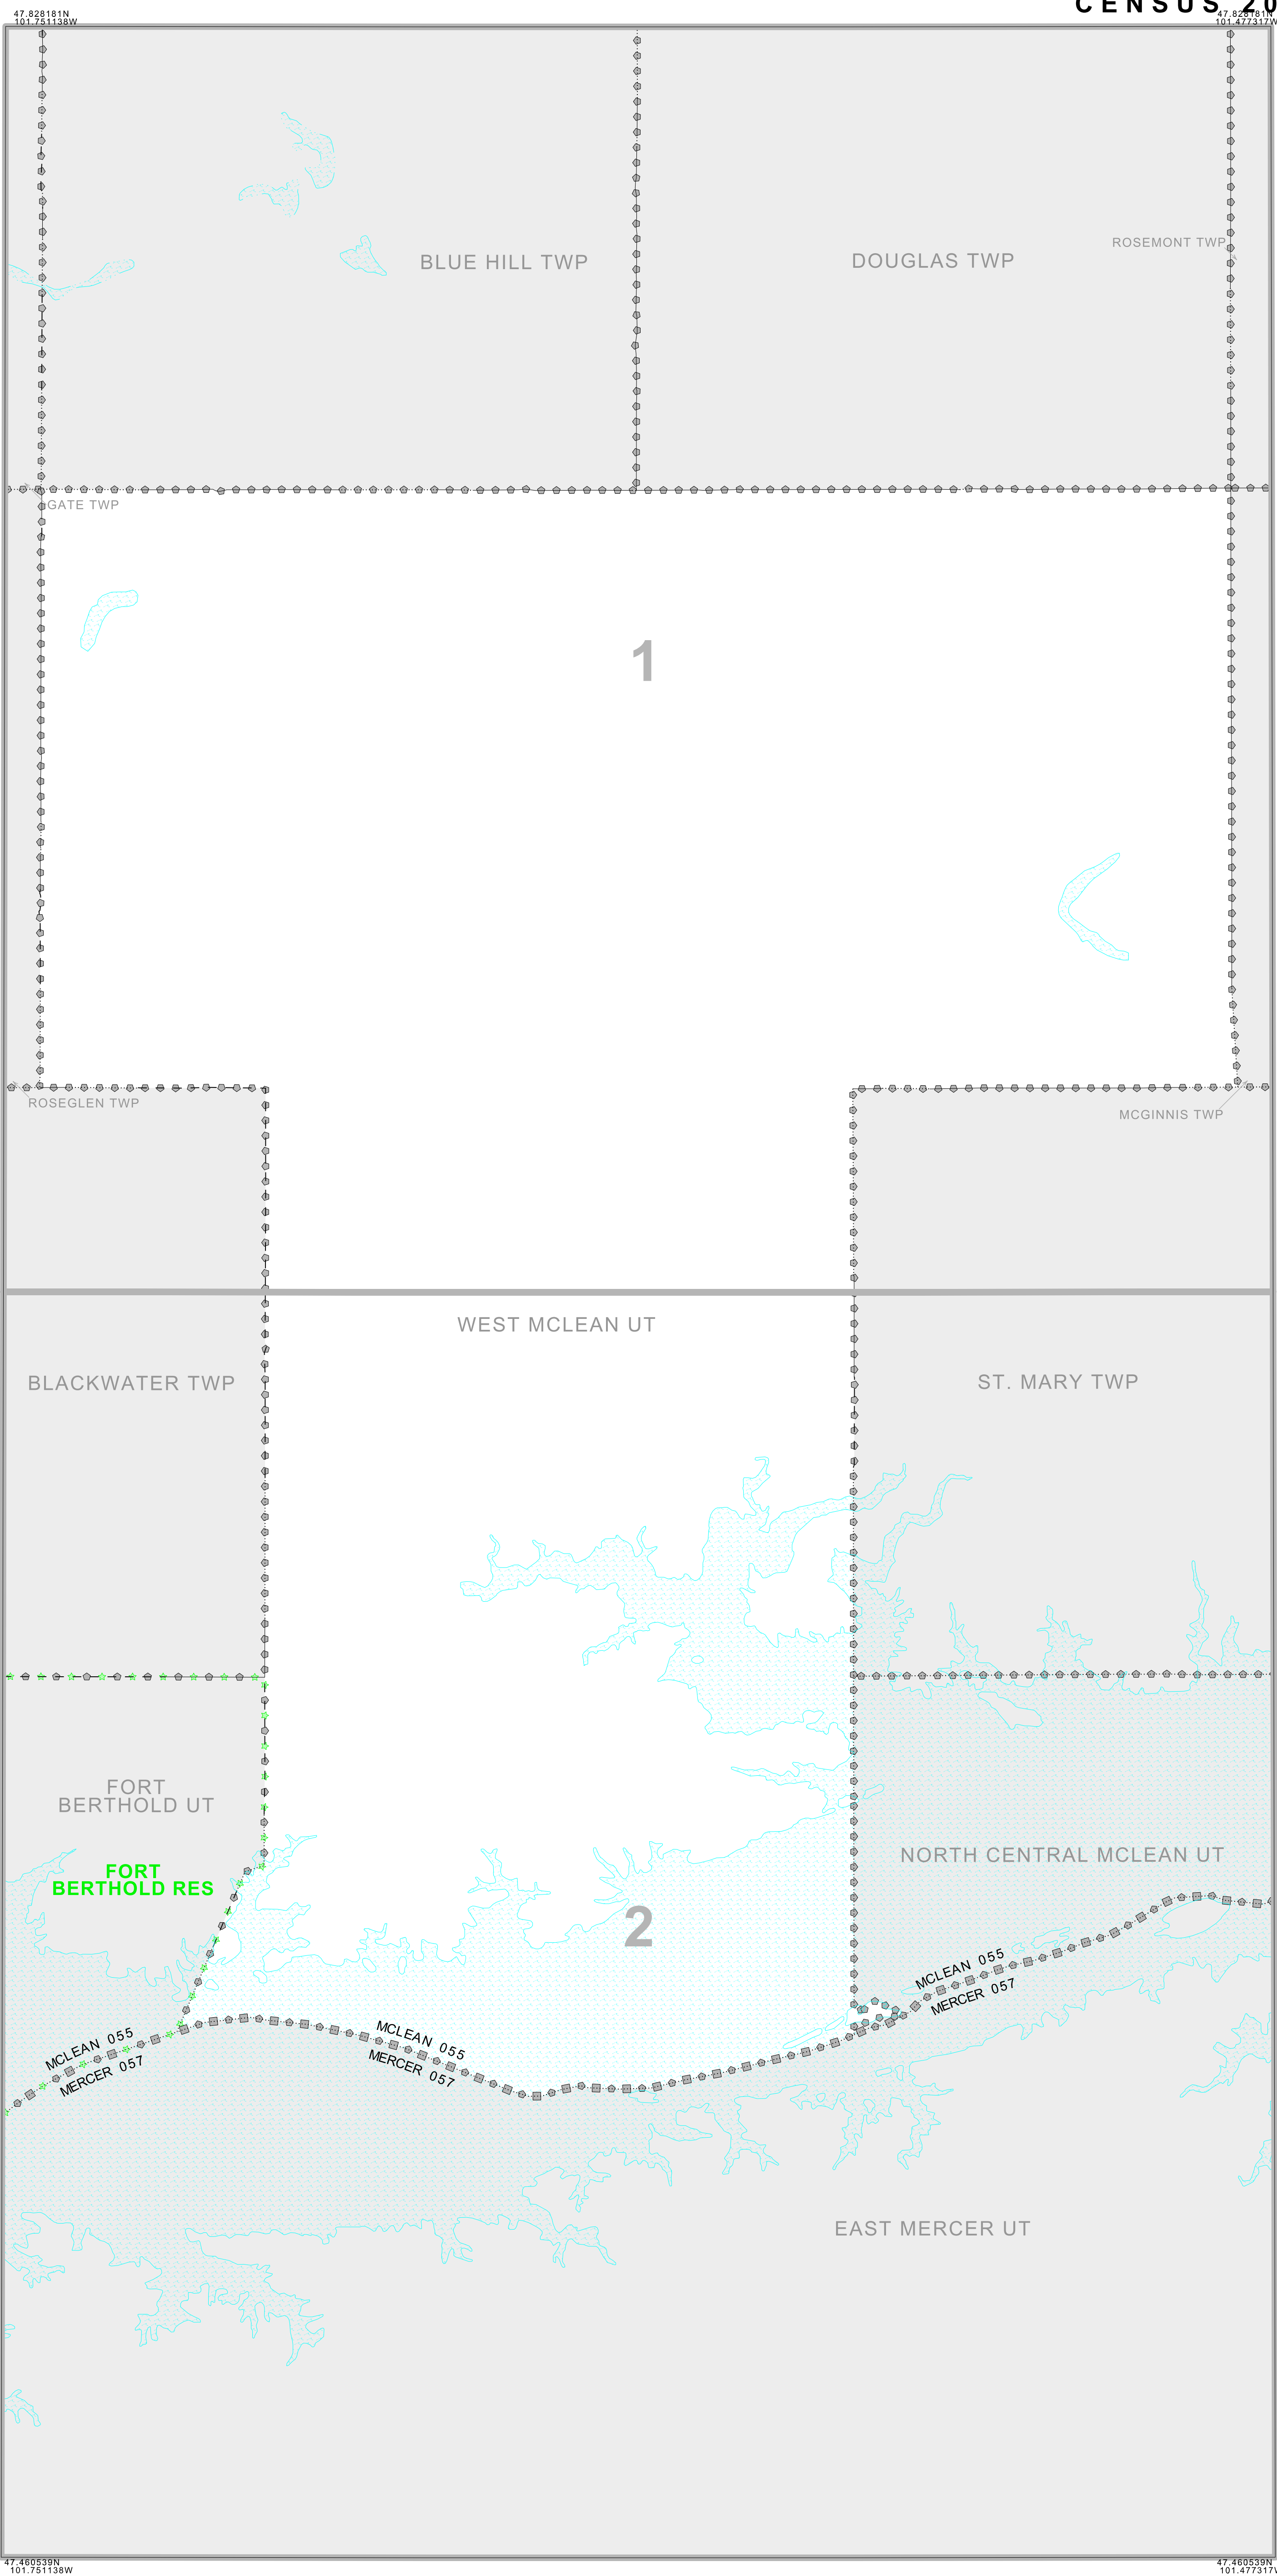 CENSUS 20
47.828181N
101.751138W
47.828181N
101.477317W
ROSEMONT TWP
BLUE HILL TWP
DOUGLAS TWP
GATE TWP
1
ROSEGLEN TWP
MCGINNIS TWP
WEST MCLEAN UT
BLACKWATER TWP
ST. MARY TWP
FORT
BERTHOLD UT
FORT
BERTHOLD RES
NORTH CENTRAL MCLEAN UT
2
MCLEAN 055
MERCER 057
MCLEAN 055
MERCER 057
MCLEAN 055
MERCER 057
EAST MERCER UT
47.460539N
101.751138W
47.460539N
101.477317W